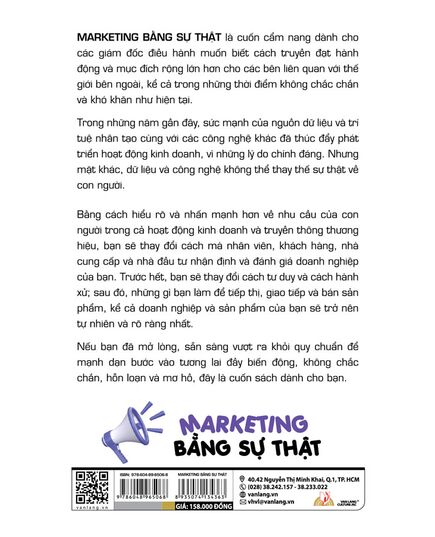 MARKETING BẰNG SỰ THẬT là cuốn cẩm nang dành cho
các giám đốc điều hành muốn biết cách truyền đạt hành
động và mục đích rộng lớn hơn cho các bên liên quan với thế
giới bên ngoài, kể cả trong những thời điểm không chắc chắn
và khó khăn như hiện tại.
Trong những năm gần đây, sức mạnh của nguồn dữ liệu và trí
tuệ nhân tạo cùng với các công nghệ khác đã thúc đẩy phát
triển hoạt động kinh doanh, vì những lý do chính đáng. Nhưng
mặt khác, dữ liệu và công nghệ không thể thay thế sự thật về
con người.
Bằng cách hiểu rõ và nhấn mạnh hơn về nhu cầu của con
người trong cả hoạt động kinh doanh và truyền thông thương
hiệu, bạn sẽ thay đổi cách mà nhân viên, khách hàng, nhà
cung cấp và nhà đầu tư nhận định và đánh giá doanh nghiệp
của bạn. Trước hết, bạn sẽ thay đổi cách tư duy và cách hành
xử; sau đó, những gì bạn làm để tiếp thị, giao tiếp và bán sản
phẩm, kể cả doanh nghiệp và sản phẩm của bạn sẽ trở nên
tự nhiên và rõ ràng nhất.
Nếu bạn đã mở lòng, sẵn sàng vượt ra khỏi quy chuẩn để
mạnh dạn bước vào tương lai đầy biến động, không chắc
chắn, hỗn loạn và mơ hồ, đây là cuốn sách dành cho bạn.
MARKETING
BẰNG SỰ THẬT
vanlang.vn
ISBN: 978-604-89-6506-8
9 786048 965068
MARKETING BẰNG SỰ THẬT
8 935074 134363
GIÁ: 158.000 ĐỒNG
40.42 Nguyễn Thị Minh Khai, Q.1, TP. HCM
(028) 38.242.157 - 38.233.022
vhvl@vanlang.vn
VAN LANG
CULTURE JSC